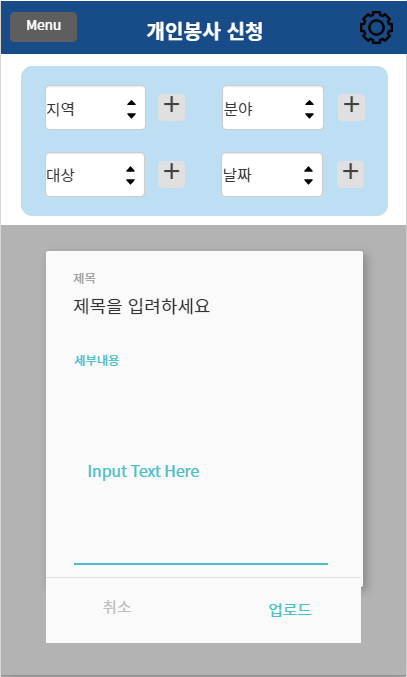 Menu
개인봉사 신청
지역 + 분야 +
대상 + 날짜 +
제목
제목을 입려하세요
세부내용
Input Text Here
취소 업로드